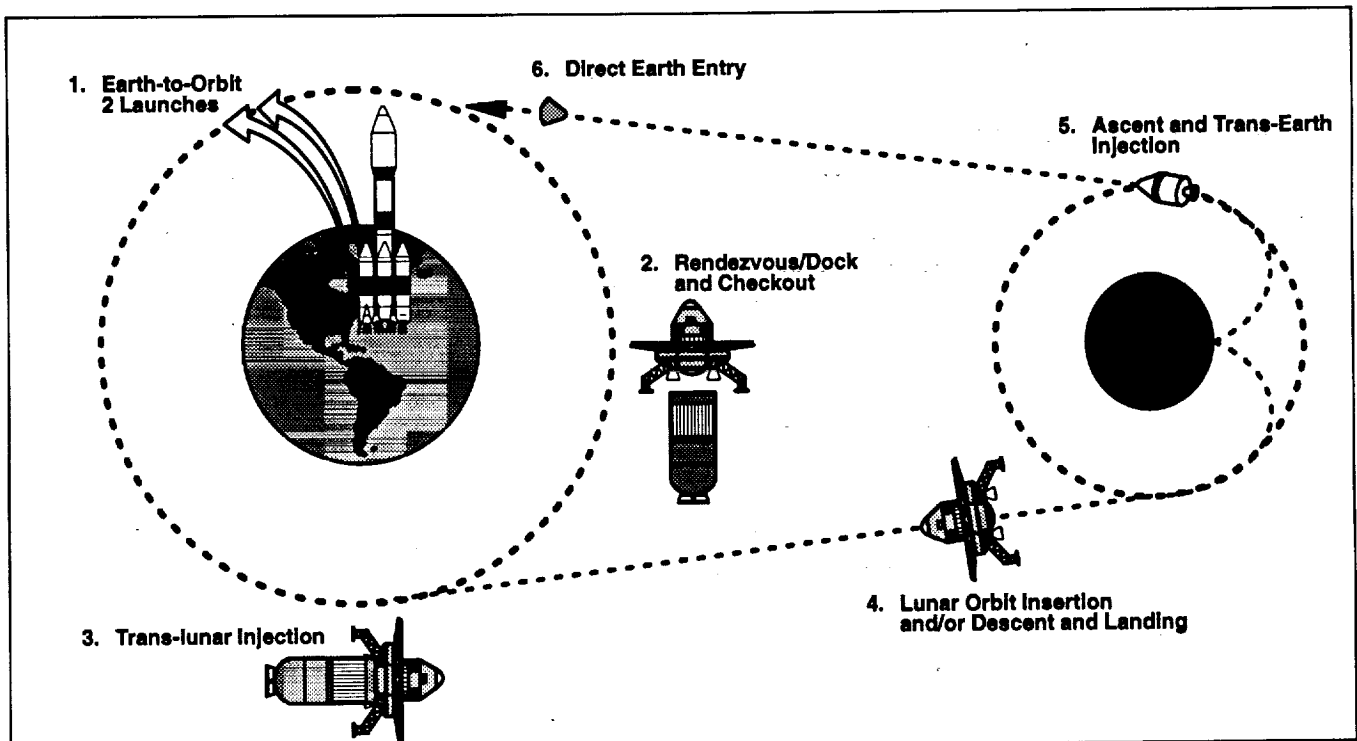 1. Earth-to-Orbit
2 Launches
2. Rendezvous/Dock
and Checkout
3. Trans-lunar Injection
4. Lunar Orbit Insertion
and/or Descent and Landing
5. Ascent and Trans-Earth
Injection
6. Direct Earth Entry